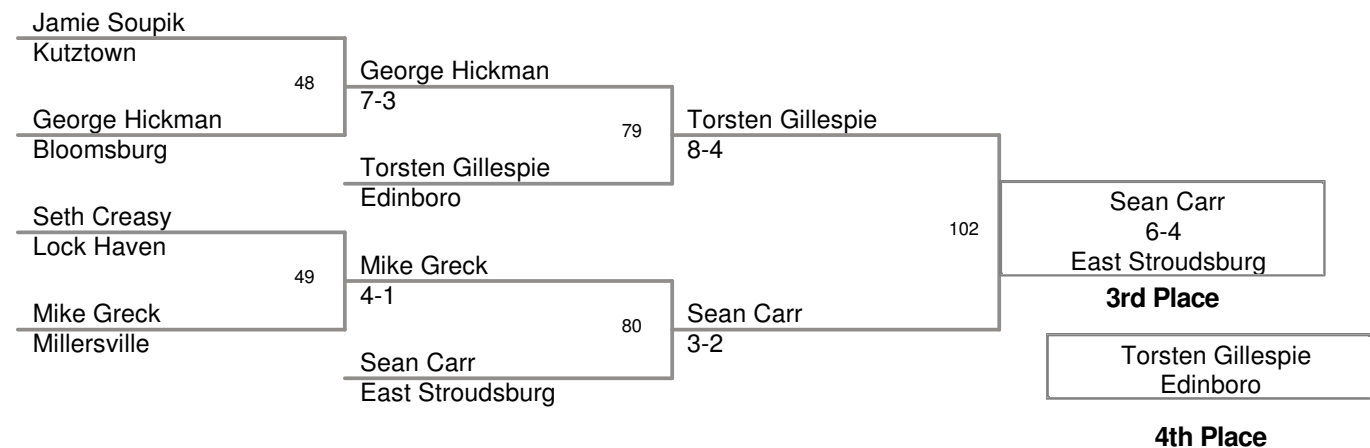 Jamie Soupik
Kutztown
48
George Hickman
7-3
George Hickman
Bloomsburg
79
Torsten Gillespie
8-4
Torsten Gillespie
Edinboro
Seth Creasy
Lock Haven
49
Mike Greck
4-1
Mike Greck
Millersville
80
Sean Carr
3-2
Sean Carr
East Stroudsburg
102
Sean Carr
6-4
East Stroudsburg
3rd Place
Torsten Gillespie
Edinboro
4th Place